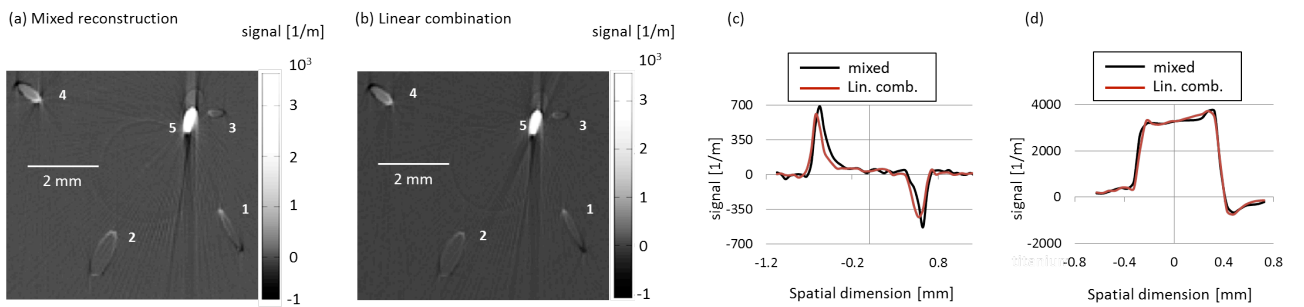 (a) Mixed reconstruction
signal [1/m]
10³
3
2
1
0
-1
4
5
3
2 mm
1
2
(b) Linear combination
signal [1/m]
10³
3
2
1
0
-1
4
5
3
2 mm
1
2
(c)
mixed
Lin. comb.
signal [1/m]
700
350
0
-350
-700
-1.2
-0.2
0.8
Spatial dimension [mm]
(d)
mixed
Lin. comb.
signal [1/m]
4000
2000
0
-2000
titanium
-0.8
-0.4
0
0.4
0.8
Spatial dimension [mm]